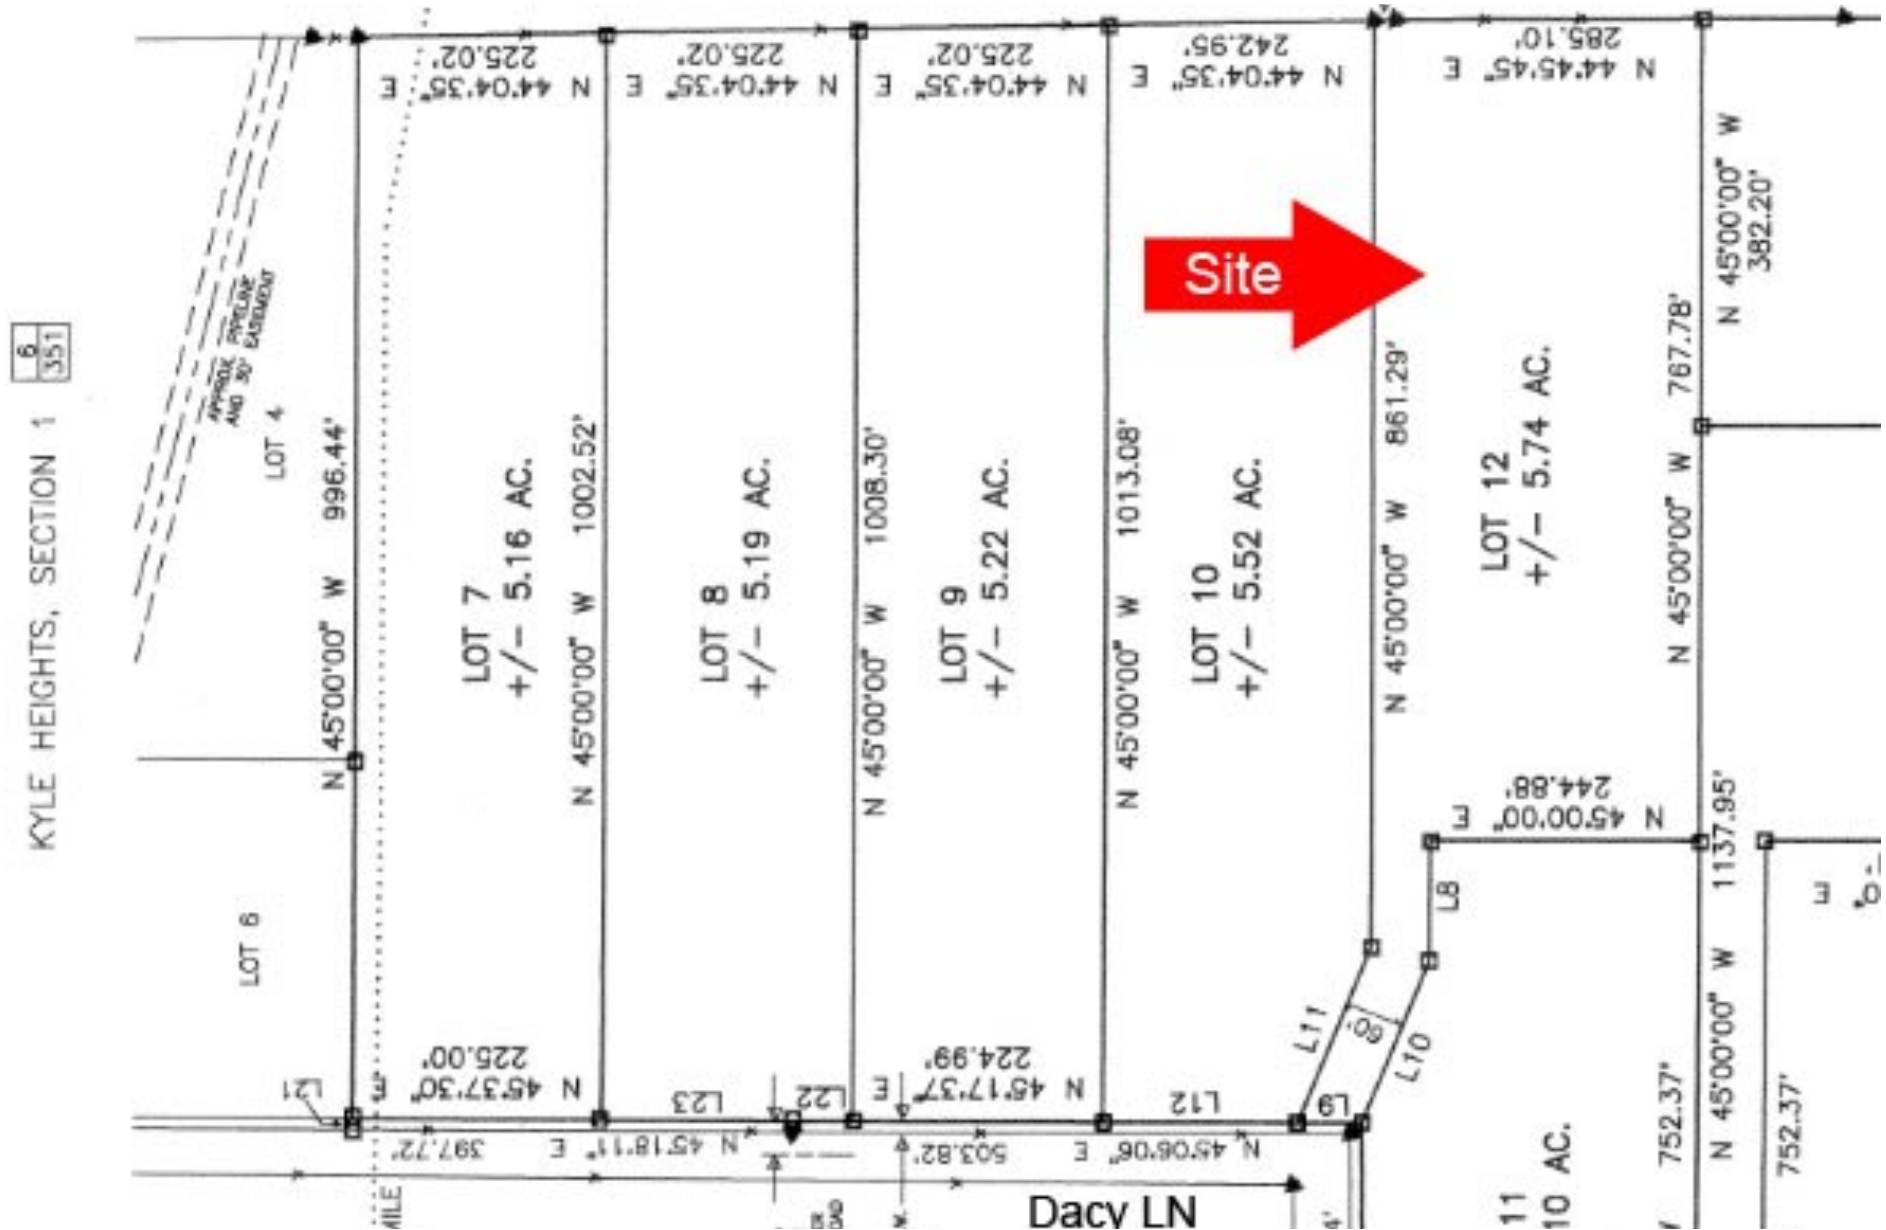 N 44°04'35" E
225.02'
N 44°04'35" E
225.02'
N 44°04'35" E
225.02'
N 44°04'35" E
242.95'
N 44°45'45" E
285.10'
N 45°00'00" W
382.20'
Site
6
351
KYLE HEIGHTS, SECTION 1
APPROX. PIPELINE
AND 30' EASEMENT
LOT 4
N 45°00'00" W 996.44'
LOT 7
+/- 5.16 AC.
N 45°00'00" W 1002.52'
LOT 8
+/- 5.19 AC.
N 45°00'00" W 1008.30'
LOT 9
+/- 5.22 AC.
N 45°00'00" W 1013.08'
LOT 10
+/- 5.52 AC.
N 45°00'00" W 861.29'
LOT 12
+/- 5.74 AC.
N 45°00'00" W 767.78'
N 45°00'00" E
244.88'
L8
N 45°00'00" W 1137.95'
E
LOT 6
L11
60'
L10
L21
N 45°37'30" E
225.00'
L23
L22
N 45°17'37" E
224.99'
L12
L9
N 45°18'11" E 397.72'
N 45°06'06" E 503.82'
752.37'
752.37'
MILE
Dacy LN
11
10 AC.